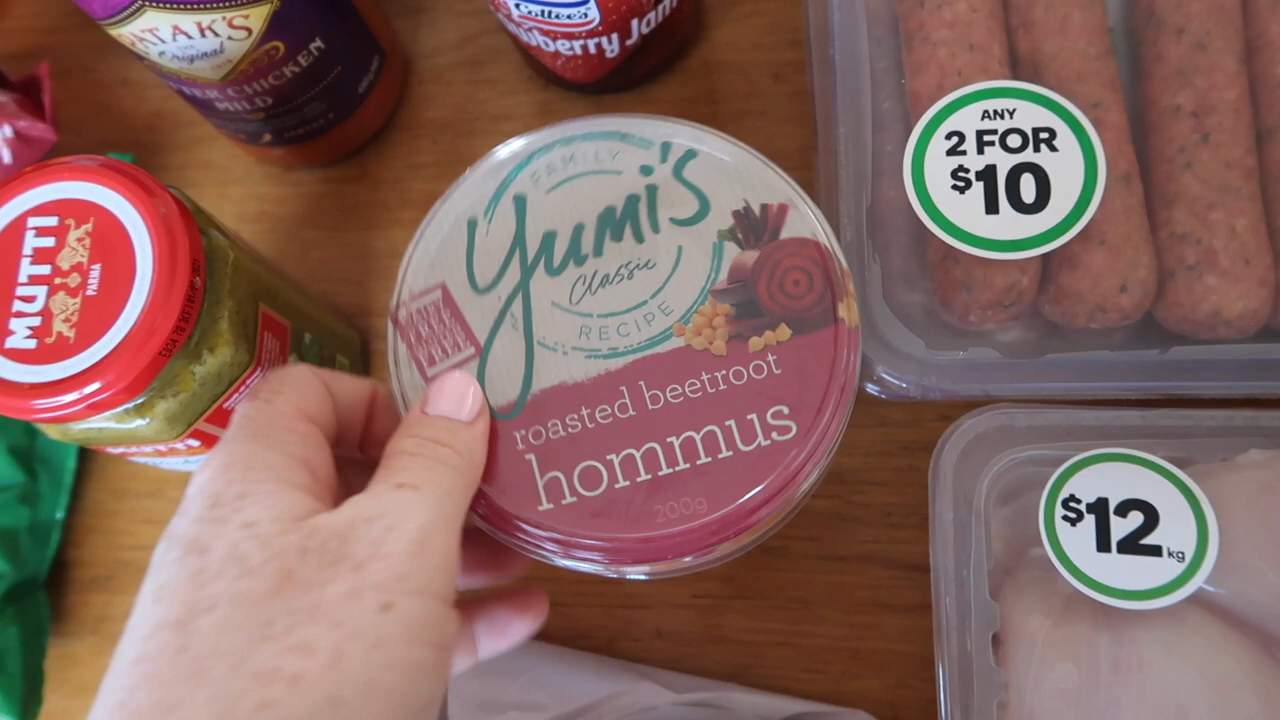 PATAK'S
THE
Original
BUTTER CHICKEN
MILD
Cottee's
Strawberry Jam
ANY
2 FOR
$10
FAMILY
Yumi's
Classic
RECIPE
roasted beetroot
hommus
200g
MUTTI
PARMA
$12 kg